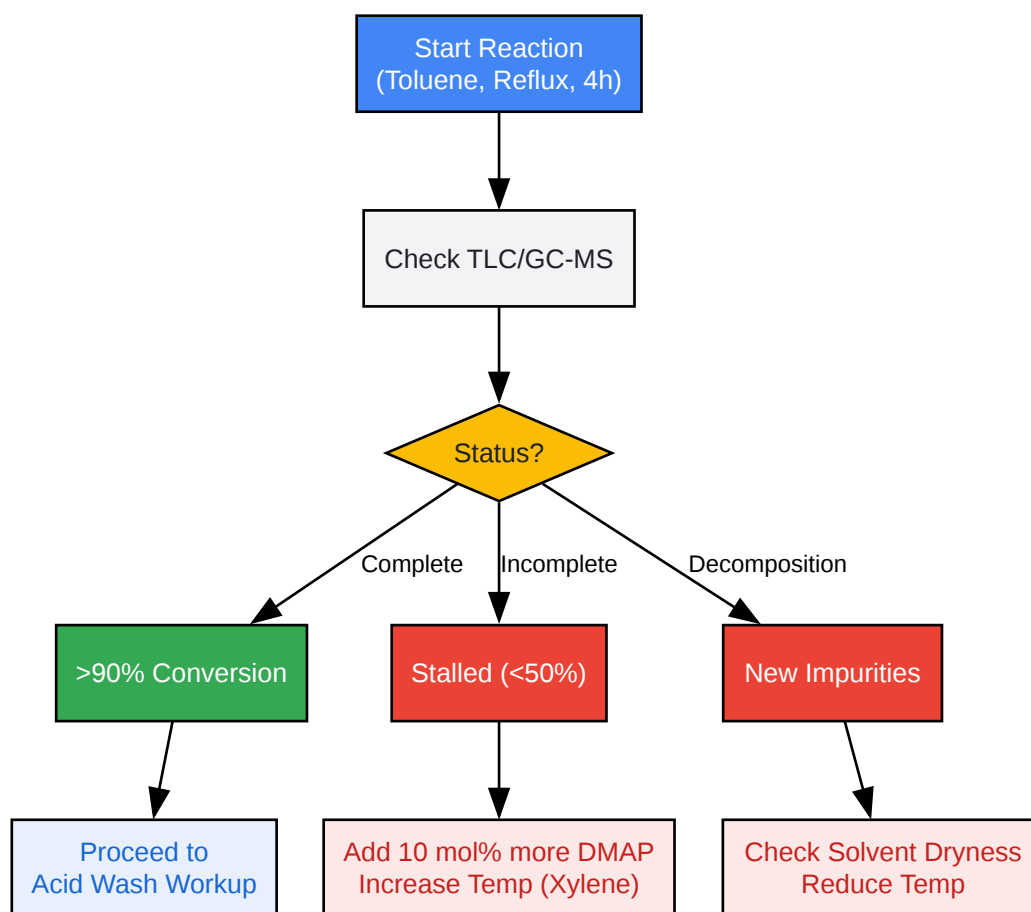 Start Reaction
(Toluene, Reflux, 4h)
Check TLC/GC-MS
Status?
Complete
Incomplete
Decomposition
>90% Conversion
Stalled (<50%)
New Impurities
Proceed to
Acid Wash Workup
Add 10 mol% more DMAP
Increase Temp (Xylene)
Check Solvent Dryness
Reduce Temp